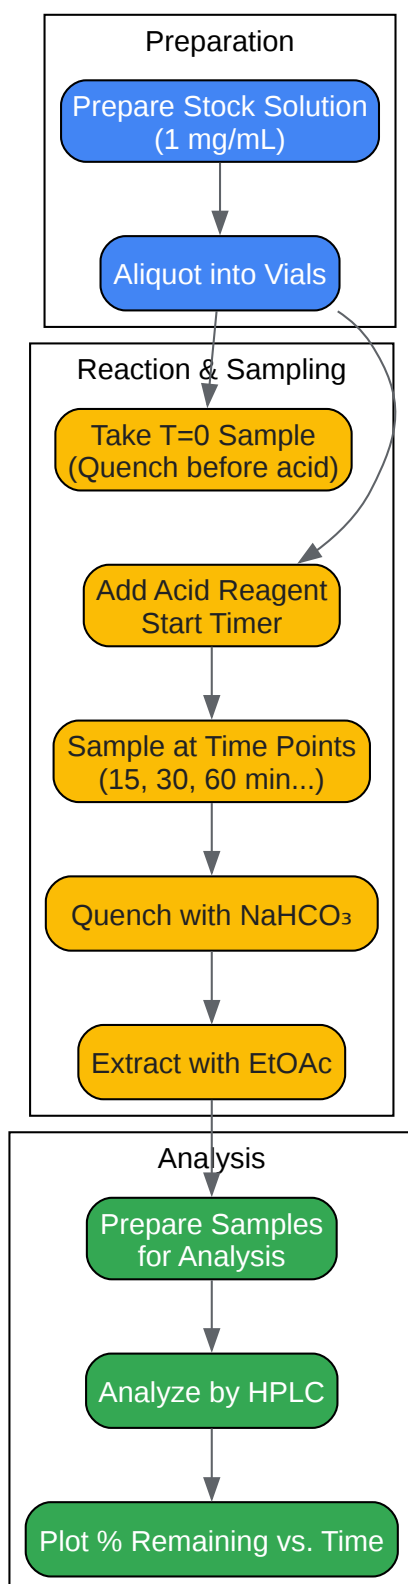 Preparation
Prepare Stock Solution
(1 mg/mL)
Aliquot into Vials
Reaction & Sampling
Take T=0 Sample
(Quench before acid)
Add Acid Reagent
Start Timer
Sample at Time Points
(15, 30, 60 min...)
Quench with NaHCO₃
Extract with EtOAc
Analysis
Prepare Samples
for Analysis
Analyze by HPLC
Plot % Remaining vs. Time